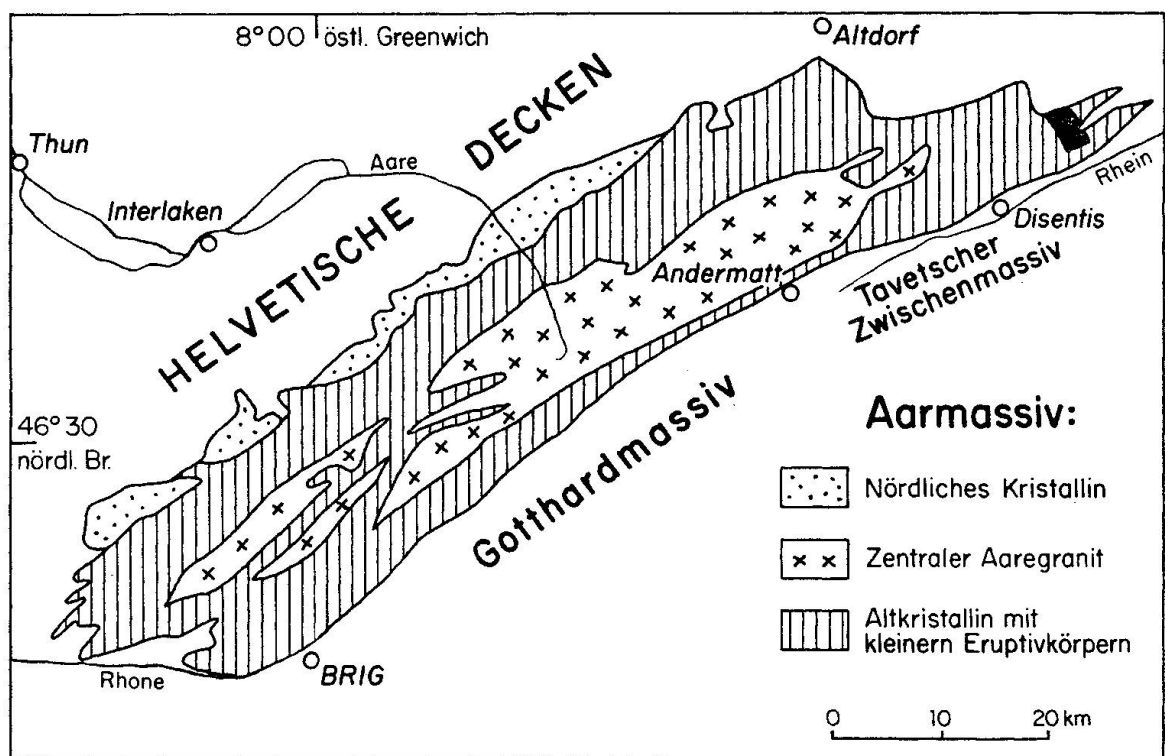 8°00 östl. Greenwich
Altdorf
Thun
Aare
HELVETISCHE DECKEN
Interlaken
Rhein
Disentis
Andermatt
Tavetscher
Zwischenmassiv
46°30
nördl. Br.
Gotthardmassiv
Aarmassiv:
Nördliches Kristallin
Zentraler Aaregranit
Altkristallin mit
kleinern Eruptivkörpern
Rhone
BRIG
0 10 20 km